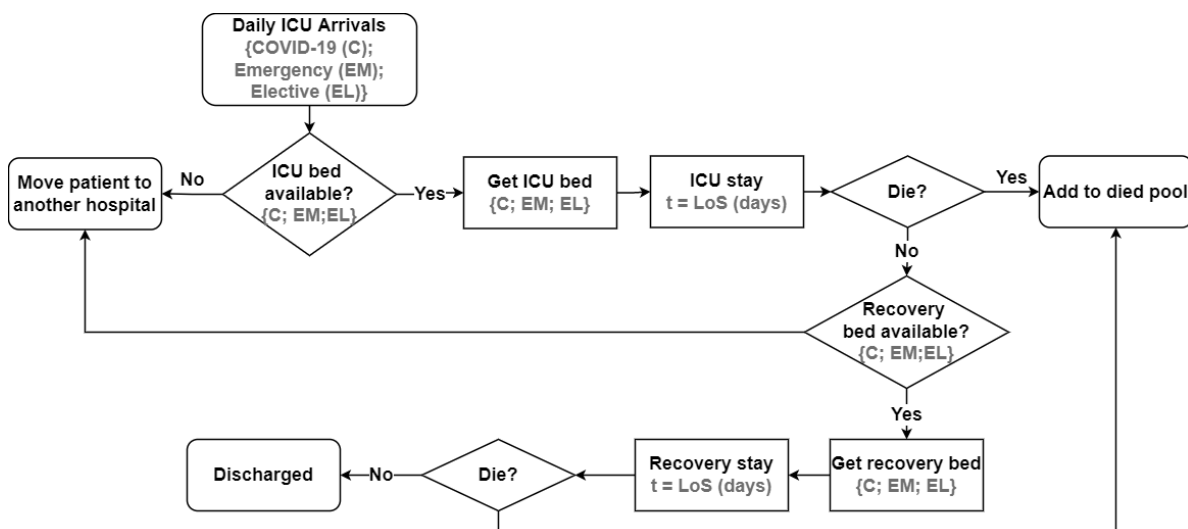 Daily ICU Arrivals
{COVID-19 (C);
Emergency (EM);
Elective (EL)}
Move patient to
another hospital
No
ICU bed
available?
{C; EM;EL}
Yes
Get ICU bed
{C; EM; EL}
ICU stay
t = LoS (days)
Die?
Yes
Add to died pool
No
Recovery
bed available?
{C; EM;EL}
Yes
Discharged
No
Die?
Recovery stay
t = LoS (days)
Get recovery bed
{C; EM; EL}